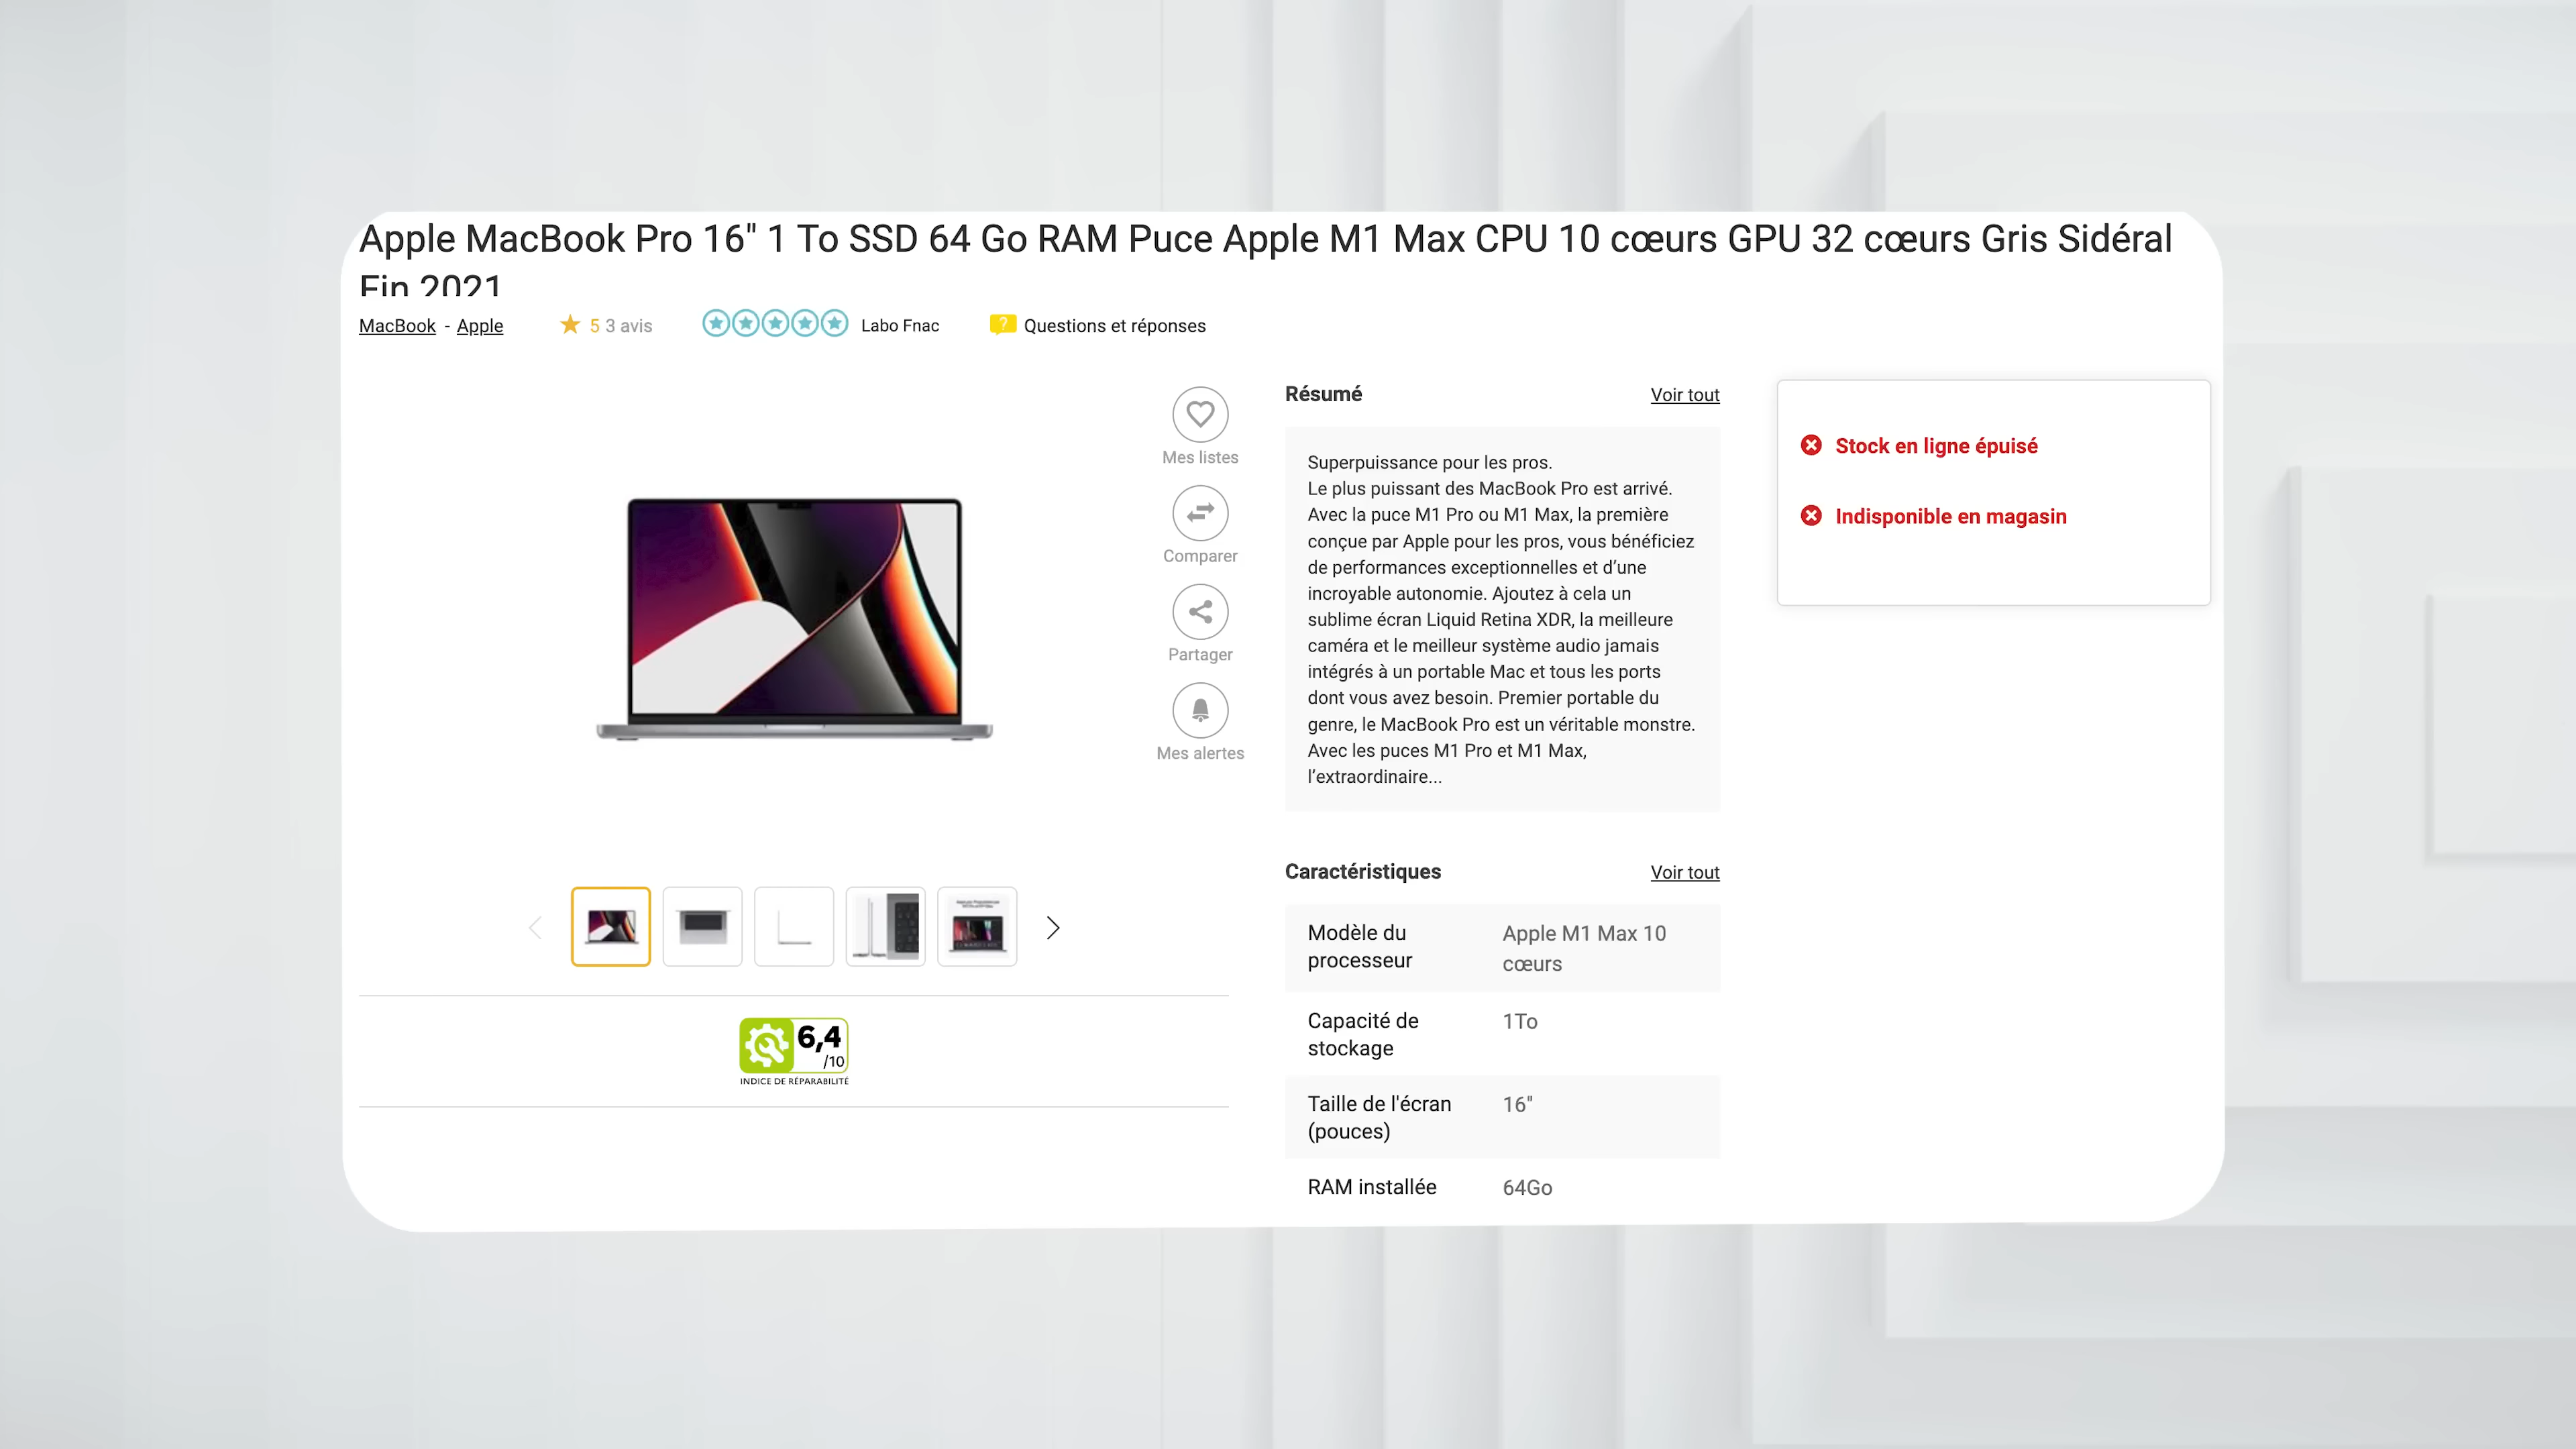 Apple MacBook Pro 16" 1 To SSD 64 Go RAM Puce Apple M1 Max CPU 10 cœurs GPU 32 cœurs Gris Sidéral
Fin 2021
MacBook - Apple
5 3 avis
Labo Fnac
Questions et réponses
Mes listes
Comparer
Partager
Mes alertes
6,4
/10
INDICE DE RÉPARABILITÉ
Résumé
Voir tout
Superpuissance pour les pros.
Le plus puissant des MacBook Pro est arrivé.
Avec la puce M1 Pro ou M1 Max, la première
conçue par Apple pour les pros, vous bénéficiez
de performances exceptionnelles et d’une
incroyable autonomie. Ajoutez à cela un
sublime écran Liquid Retina XDR, la meilleure
caméra et le meilleur système audio jamais
intégrés à un portable Mac et tous les ports
dont vous avez besoin. Premier portable du
genre, le MacBook Pro est un véritable monstre.
Avec les puces M1 Pro et M1 Max,
l’extraordinaire...
Caractéristiques
Voir tout
Modèle du
processeur
Apple M1 Max 10
cœurs
Capacité de
stockage
1To
Taille de l'écran
(pouces)
16"
RAM installée
64Go
Stock en ligne épuisé
Indisponible en magasin